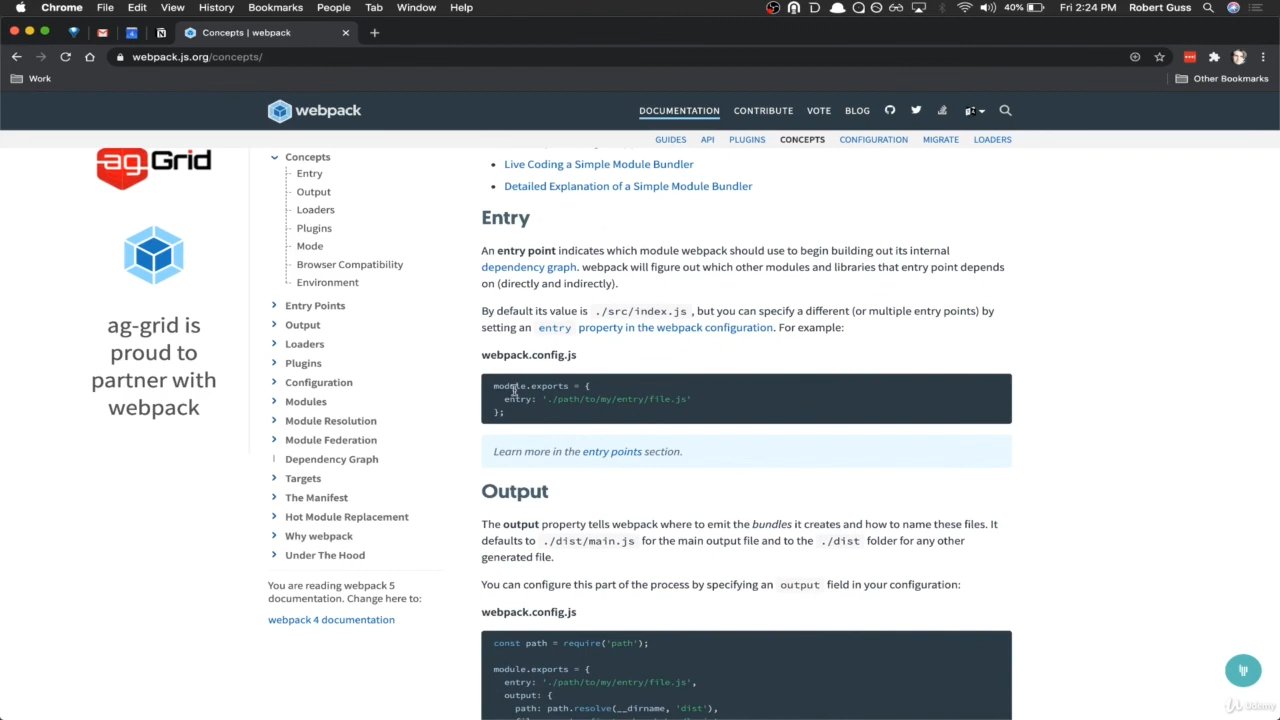 Chrome File Edit View History Bookmarks People Tab Window Help 40% Fri 2:24 PM Robert Guss
Concepts | webpack
webpack.js.org/concepts/
Work Other Bookmarks
webpack DOCUMENTATION CONTRIBUTE VOTE BLOG
GUIDES API PLUGINS CONCEPTS CONFIGURATION MIGRATE LOADERS
ag Grid
ag-grid is
proud to
partner with
webpack
Concepts
Entry
Output
Loaders
Plugins
Mode
Browser Compatibility
Environment
Entry Points
Output
Loaders
Plugins
Configuration
Modules
Module Resolution
Module Federation
Dependency Graph
Targets
The Manifest
Hot Module Replacement
Why webpack
Under The Hood
You are reading webpack 5
documentation. Change here to:
webpack 4 documentation
Live Coding a Simple Module Bundler
Detailed Explanation of a Simple Module Bundler
Entry
An entry point indicates which module webpack should use to begin building out its internal
dependency graph. webpack will figure out which other modules and libraries that entry point depends
on (directly and indirectly).
By default its value is ./src/index.js, but you can specify a different (or multiple entry points) by
setting an entry property in the webpack configuration. For example:
webpack.config.js
module.exports = {
entry: './path/to/my/entry/file.js'
};
Learn more in the entry points section.
Output
The output property tells webpack where to emit the bundles it creates and how to name these files. It
defaults to ./dist/main.js for the main output file and to the ./dist folder for any other
generated file.
You can configure this part of the process by specifying an output field in your configuration:
webpack.config.js
const path = require('path');
module.exports = {
entry: './path/to/my/entry/file.js',
output: {
path: path.resolve(__dirname, 'dist'),
Udemy